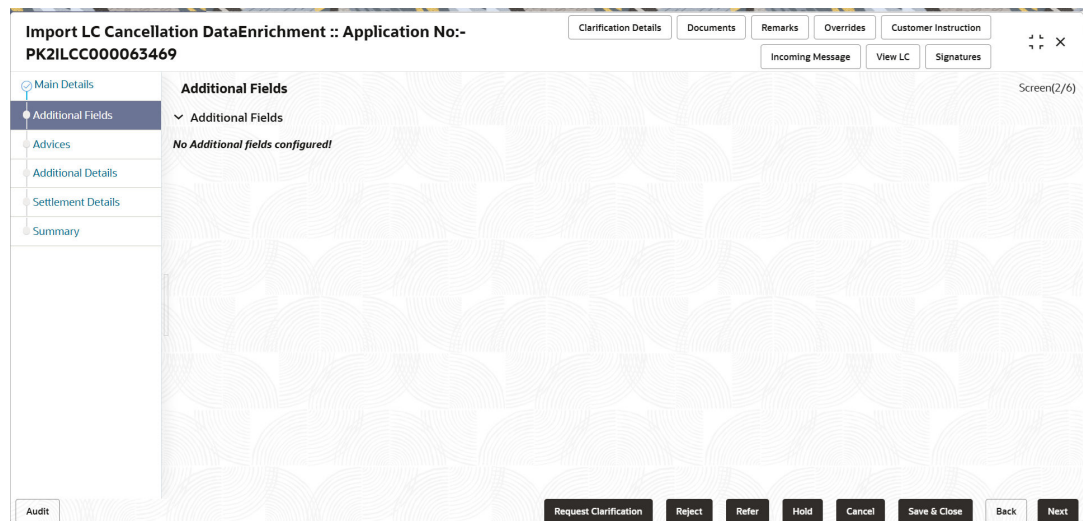 Import LC Cancellation DataEnrichment :: Application No:-
PK2ILCC000063469
Clarification Details
Documents
Remarks
Overrides
Customer Instruction
Incoming Message
View LC
Signatures
Main Details
Additional Fields
Advices
Additional Details
Settlement Details
Summary
Additional Fields
Screen(2/6)
Additional Fields
No Additional fields configured!
Audit
Request Clarification
Reject
Refer
Hold
Cancel
Save & Close
Back
Next